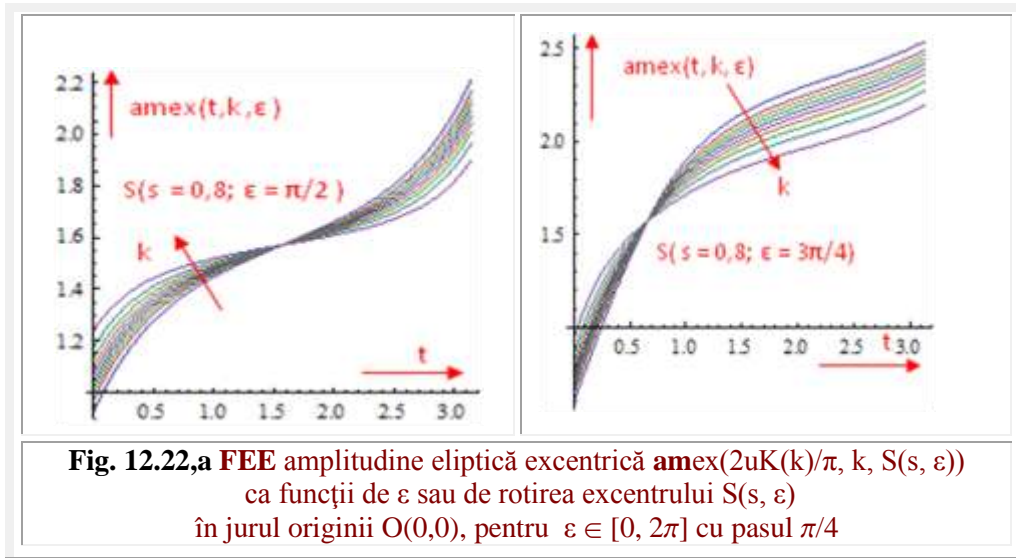 2.2
amex(t,k,ε)
2.0
S(s = 0,8; ε = π/2 )
1.8
k
1.6
1.4
1.2
t
0.5 1.0 1.5 2.0 2.5 3.0
2.5
amex(t,k,ε)
2.0
k
1.5
S( s=0,8; ε = 3π/4)
0.5 1.0 1.5 2.0 2.5 3.0
t
Fig. 12.22,a FEE amplitudine eliptică excentrică amex(2uK(k)/π, k, S(s, ε))
ca funcţii de ε sau de rotirea excentrului S(s, ε)
în jurul originii O(0,0), pentru ε ∈ [0, 2π] cu pasul π/4